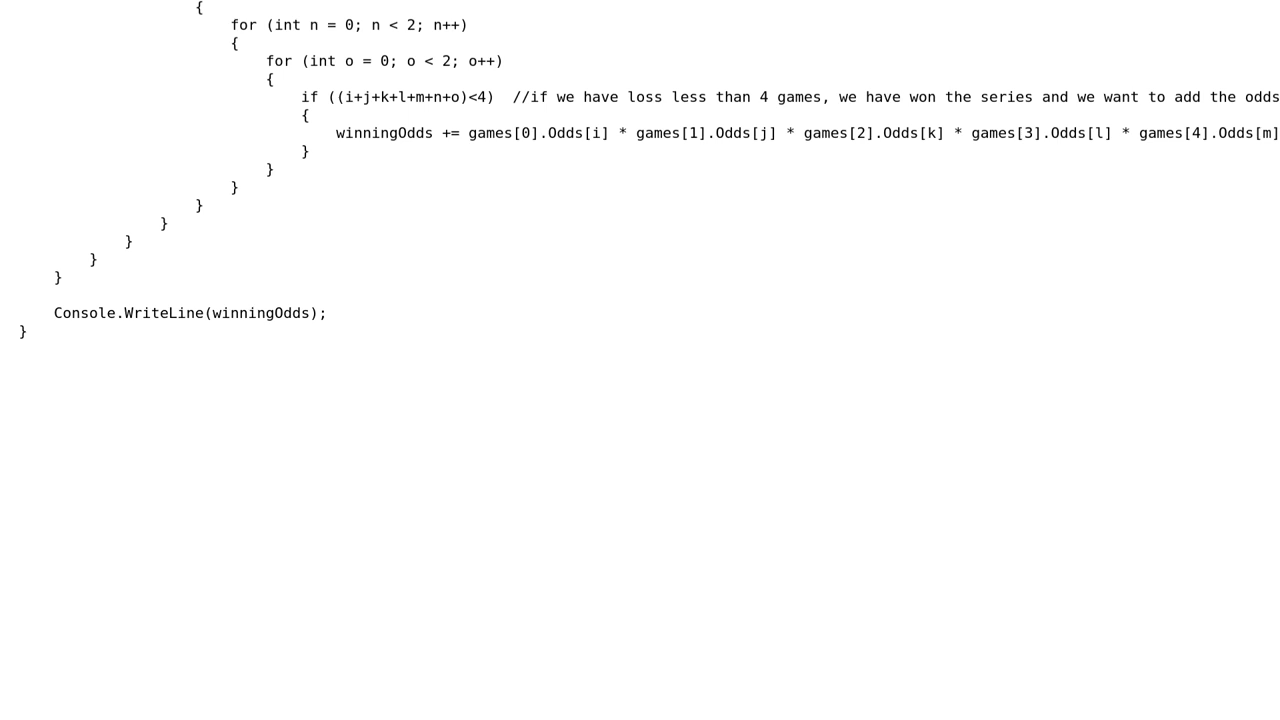 {
for (int n = 0; n < 2; n++)
{
for (int o = 0; o < 2; o++)
{
if ((i+j+k+l+m+n+o)<4)  //if we have loss less than 4 games, we have won the series and we want to add the odds
{
winningOdds += games[0].Odds[i] * games[1].Odds[j] * games[2].Odds[k] * games[3].Odds[l] * games[4].Odds[m]
}
}
}
}
}
}
}
}
Console.WriteLine(winningOdds);
}